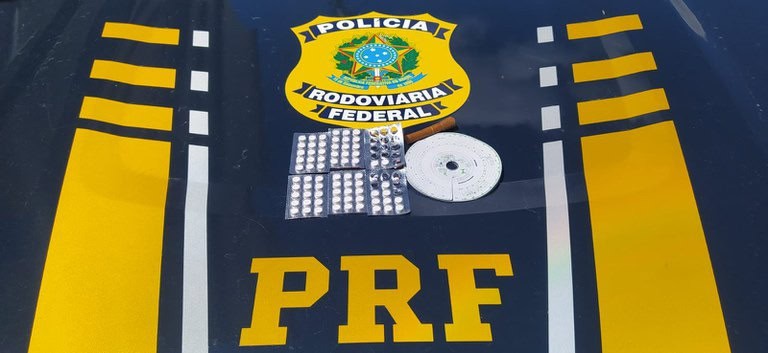 POLÍCIA
RODOVIÁRIA
FEDERAL
PRF